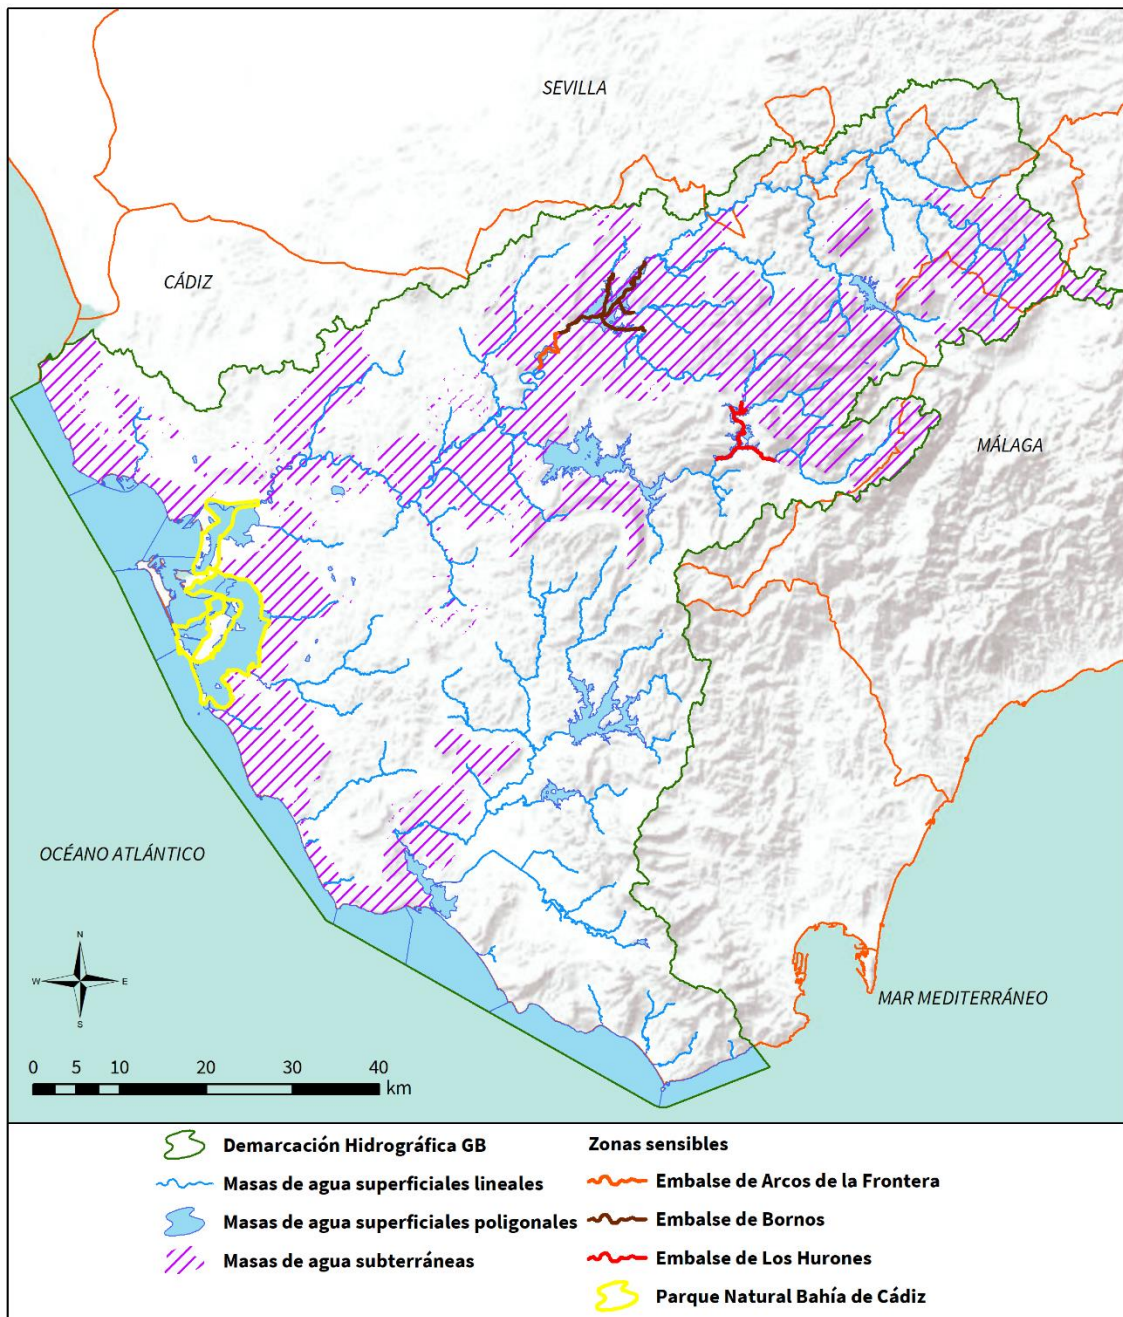 SEVILLA
CÁDIZ
MÁLAGA
OCÉANO ATLÁNTICO
N
W
E
S
MAR MEDITERRÁNEO
0 10 20 30 40
km
Demarcación Hidrográfica GB
Masas de agua superficiales lineales
Masas de agua superficiales poligonales
Masas de agua subterráneas
Zonas sensibles
Embalse de Arcos de la Frontera
Embalse de Bornos
Embalse de Los Hurones
Parque Natural Bahía de Cádiz